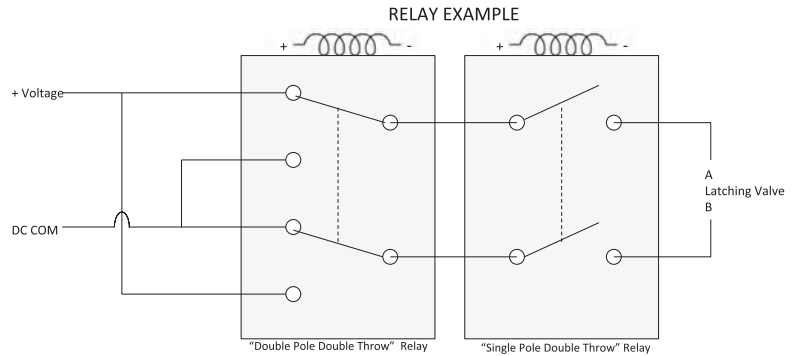 RELAY EXAMPLE
+ -
+ -
+ Voltage
DC COM
A
Latching Valve
B
"Double Pole Double Throw" Relay
"Single Pole Double Throw" Relay